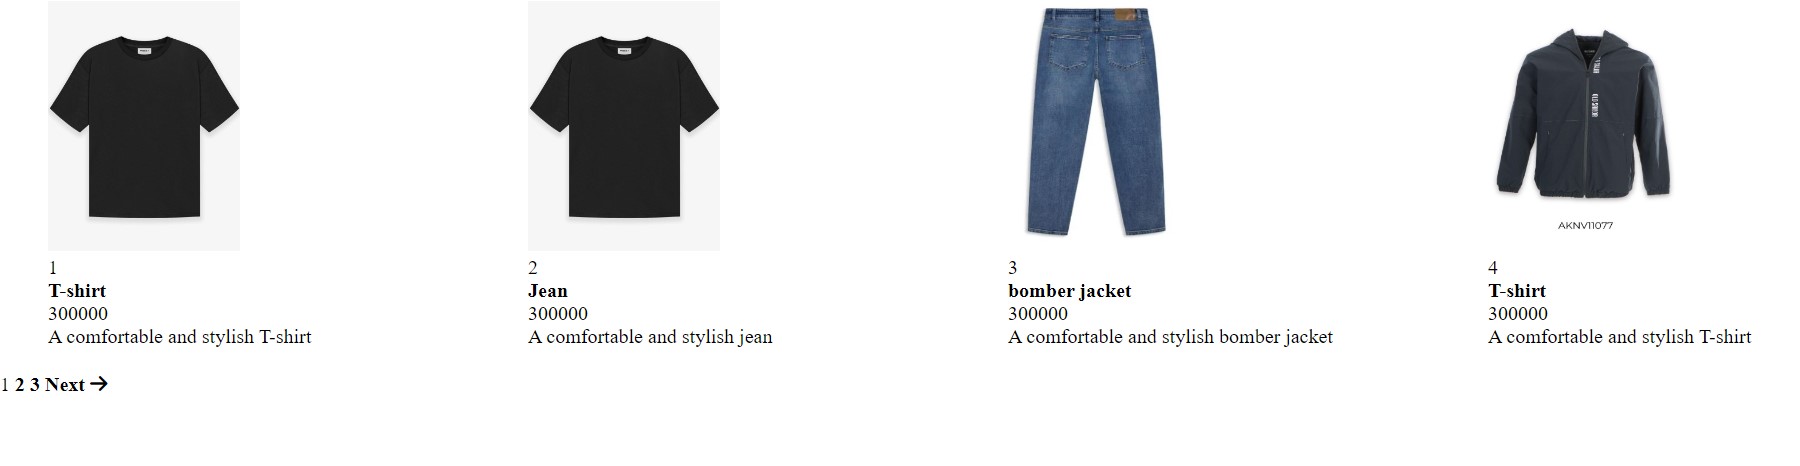 AKNV11077
1
T-shirt
300000
A comfortable and stylish T-shirt
2
Jean
300000
A comfortable and stylish jean
3
bomber jacket
300000
A comfortable and stylish bomber jacket
4
T-shirt
300000
A comfortable and stylish T-shirt
1 2 3 Next →